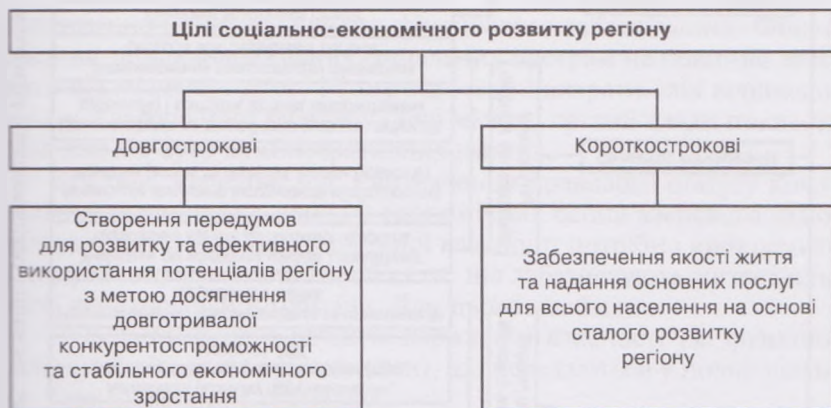 Цілі соціально-економічного розвитку регіону
Довгострокові
Короткострокові
Створення передумов
для розвитку та ефективного
використання потенціалів регіону
з метою досягнення
довготривалої
конкурентоспроможності
та стабільного економічного
зростання
Забезпечення якості життя
та надання основних послуг
для всього населення на основі
сталого розвитку
регіону